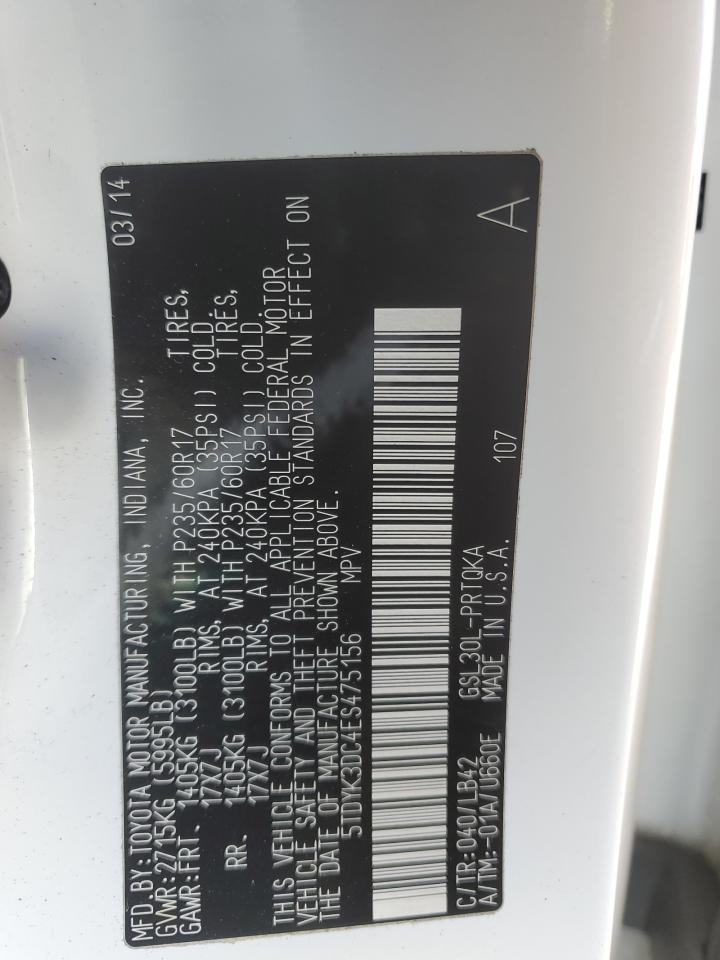 MFD.BY:TOYOTA MOTOR MANUFACTURING, INDIANA, INC. 03/14
GVWR:2715KG (5995LB)
GAWR:FRT. 1405KG (3100LB) WITH P235/60R17 TIRES,
17X7J RIMS, AT 240KPA (35PSI) COLD.
RR. 1405KG (3100LB) WITH P235/60R17 TIRES,
17X7J RIMS, AT 240KPA (35PSI) COLD.
THIS VEHICLE CONFORMS TO ALL APPLICABLE FEDERAL MOTOR
VEHICLE SAFETY AND THEFT PREVENTION STANDARDS IN EFFECT ON
THE DATE OF MANUFACTURE SHOWN ABOVE.
5TDYK3DC4ES475156 MPV
C/TR:040/LB42 GSL30L-PRTQKA
A/TM:-01A/U660E MADE IN U.S.A. 107 A